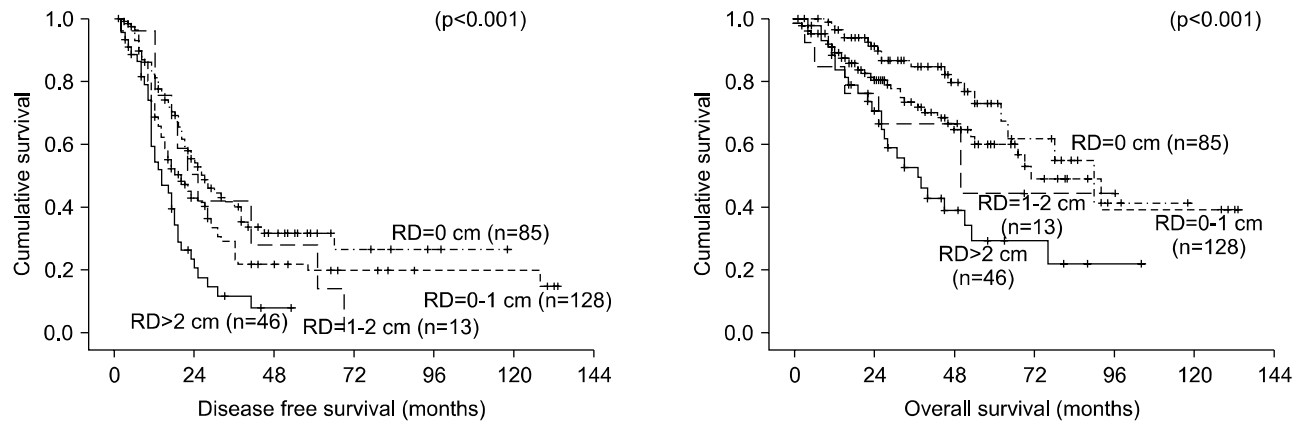 (p<0.001)
1.0
0.8
0.6
0.4
0.2
0.0
Cumulative survival
RD=0 cm (n=85)
RD=0-1 cm (n=128)
RD>2 cm (n=46)
RD=1-2 cm (n=13)
0 24 48 72 96 120 144
Disease free survival (months)
(p<0.001)
1.0
0.8
0.6
0.4
0.2
0.0
Cumulative survival
RD=0 cm (n=85)
RD=1-2 cm
(n=13)
RD=0-1 cm
(n=128)
RD>2 cm
(n=46)
0 24 48 72 96 120 144
Overall survival (months)